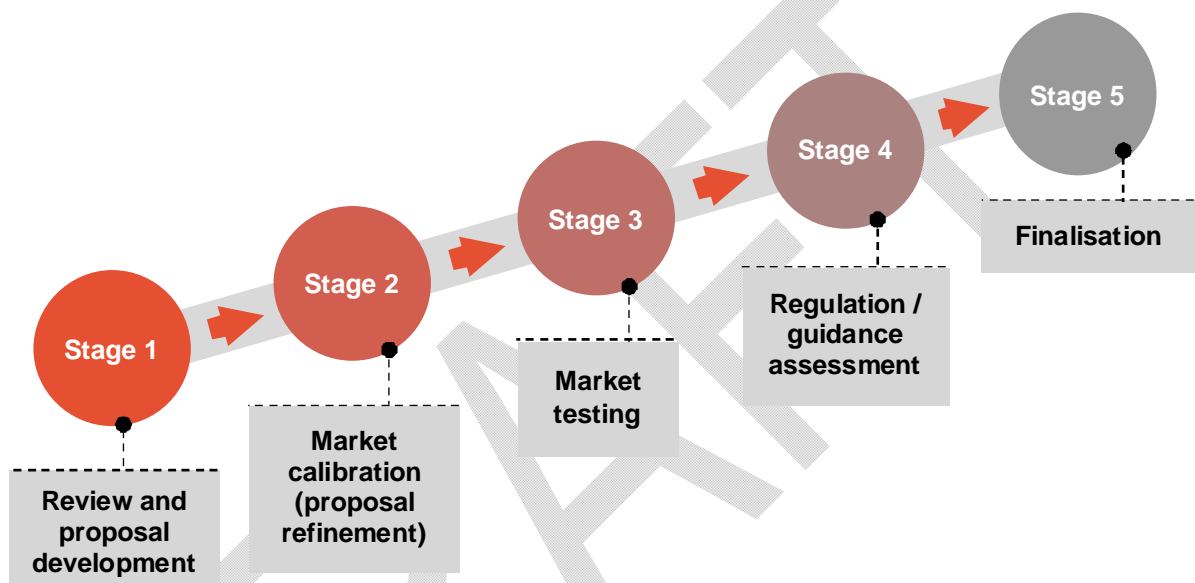 Stage 1
Review and
proposal
development
Stage 2
Market
calibration
(proposal
refinement)
Stage 3
Market
testing
Stage 4
Regulation /
guidance
assessment
Stage 5
Finalisation